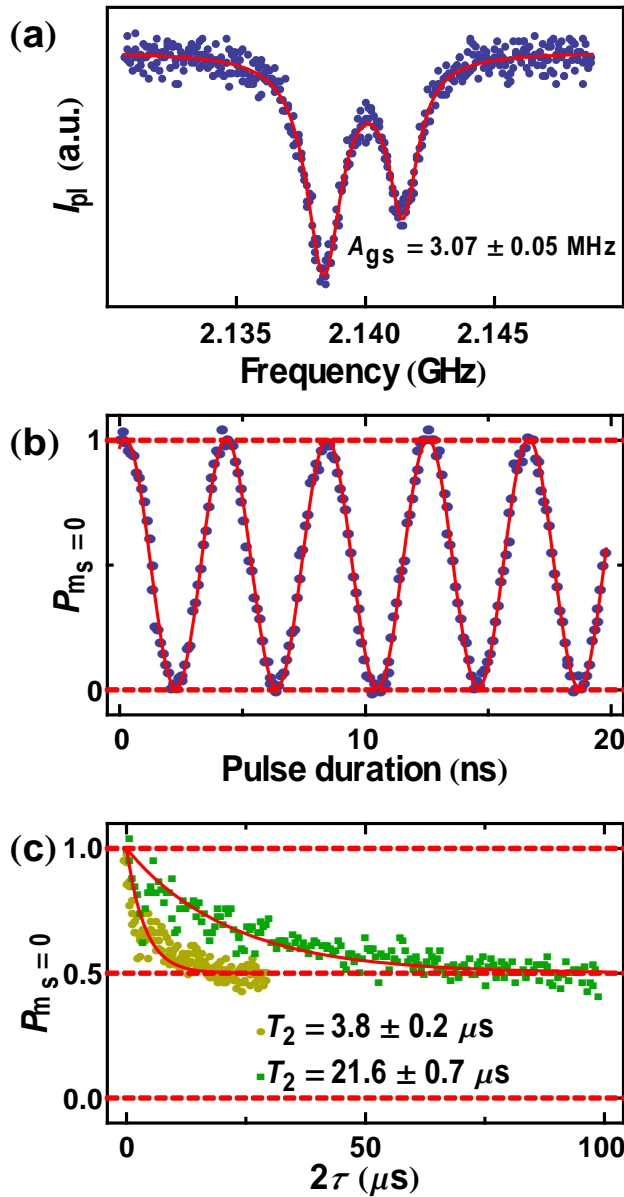 (a)
I_pl (a.u.)
A_gs = 3.07 ± 0.05 MHz
2.135 2.140 2.145
Frequency (GHz)
(b)
P_m_s = 0
1
0
0 10 20
Pulse duration (ns)
(c)
P_m_s = 0
1.0
0.5
0.0
T_2 = 3.8 ± 0.2 μs
T_2 = 21.6 ± 0.7 μs
0 50 100
2τ (μs)